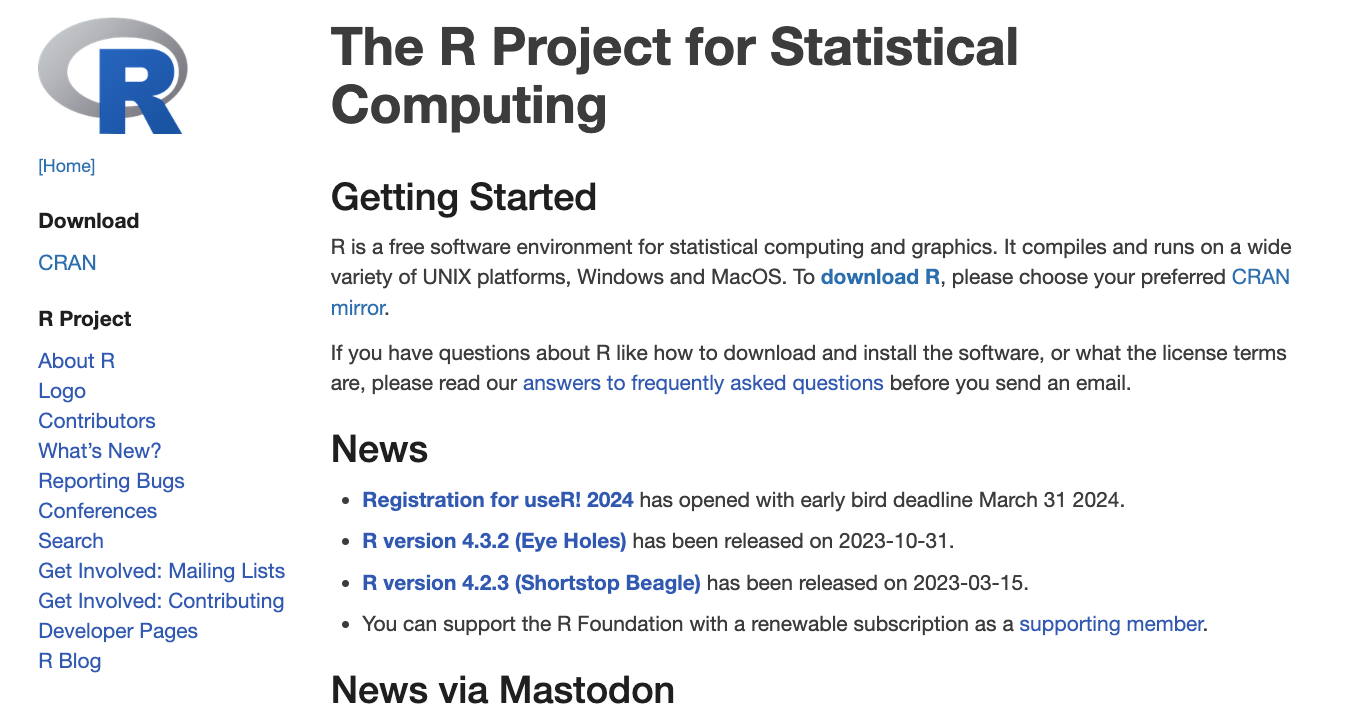 R
[Home]
Download
CRAN
R Project
About R
Logo
Contributors
What’s New?
Reporting Bugs
Conferences
Search
Get Involved: Mailing Lists
Get Involved: Contributing
Developer Pages
R Blog
The R Project for Statistical
Computing
Getting Started
R is a free software environment for statistical computing and graphics. It compiles and runs on a wide
variety of UNIX platforms, Windows and MacOS. To download R, please choose your preferred CRAN
mirror.
If you have questions about R like how to download and install the software, or what the license terms
are, please read our answers to frequently asked questions before you send an email.
News
• Registration for useR! 2024 has opened with early bird deadline March 31 2024.
• R version 4.3.2 (Eye Holes) has been released on 2023-10-31.
• R version 4.2.3 (Shortstop Beagle) has been released on 2023-03-15.
• You can support the R Foundation with a renewable subscription as a supporting member.
News via Mastodon